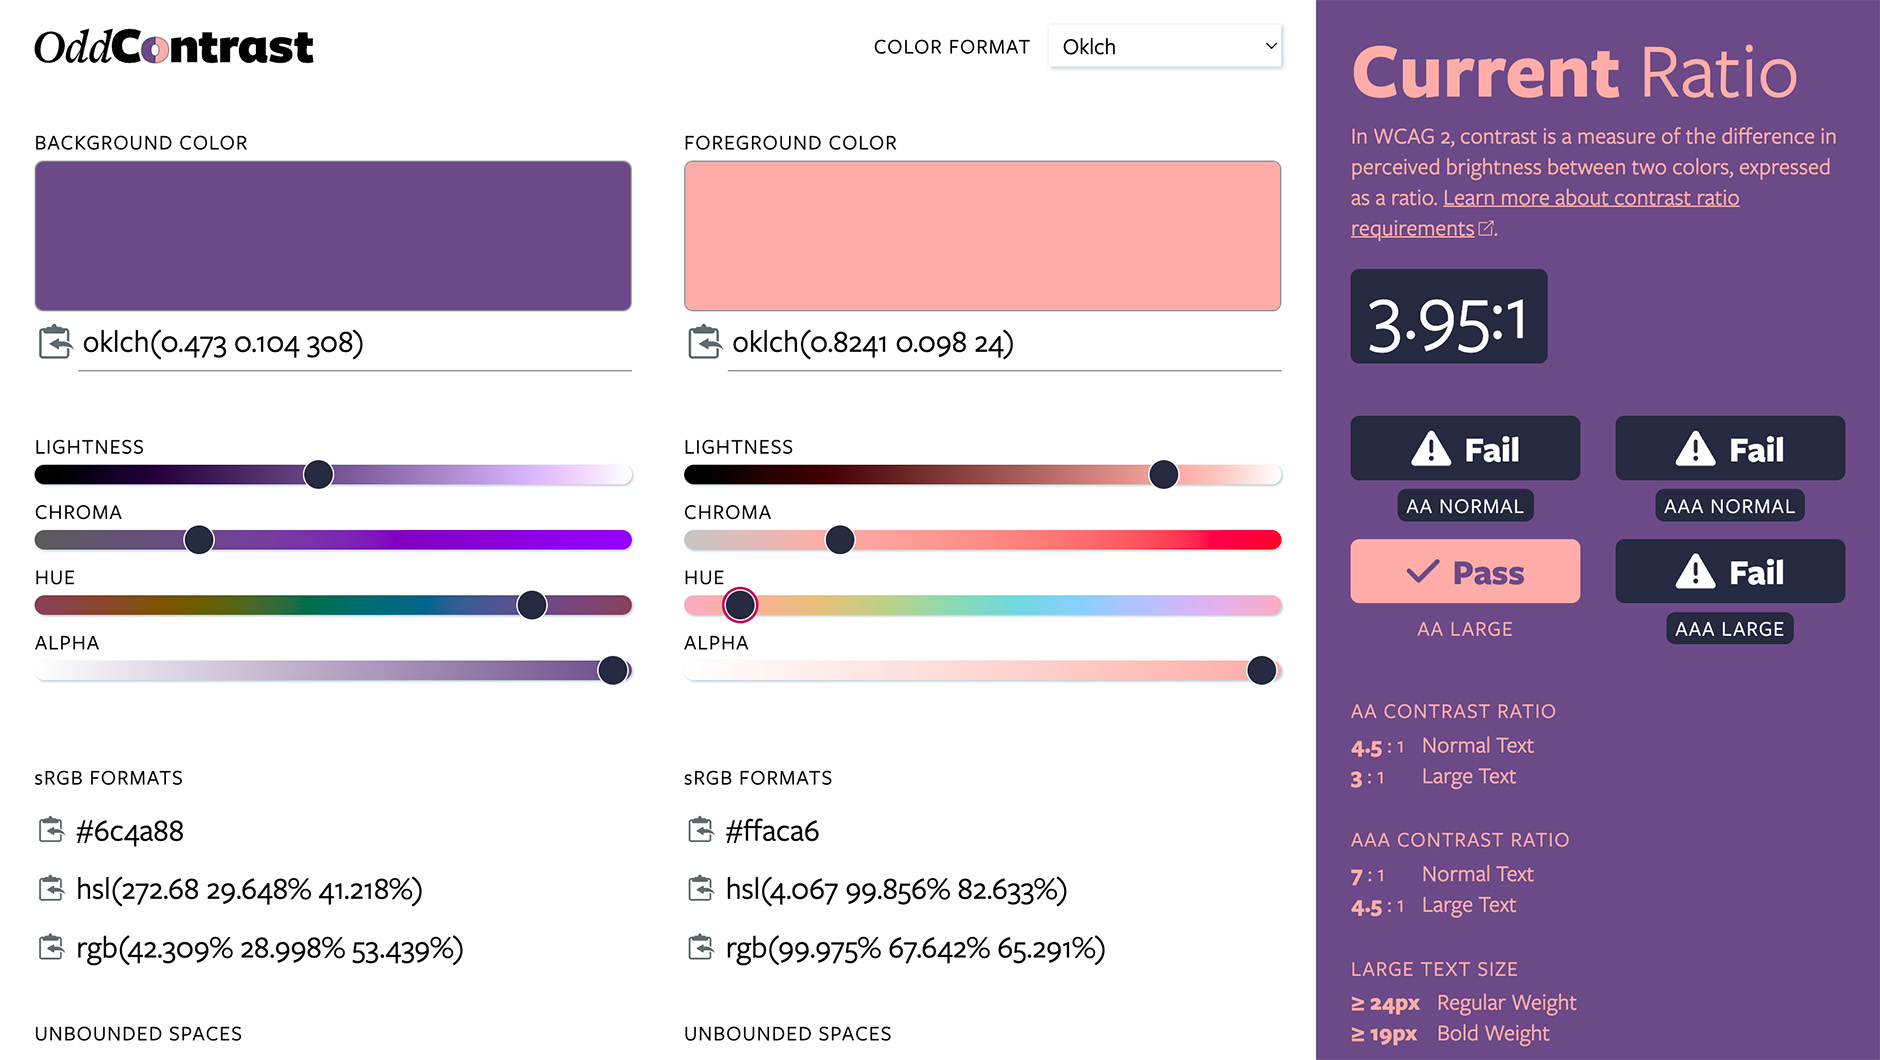 OddContrast
COLOR FORMAT
Oklch
BACKGROUND COLOR
oklch(0.473 0.104 308)
LIGHTNESS
CHROMA
HUE
ALPHA
sRGB FORMATS
#6c4a88
hsl(272.68 29.648% 41.218%)
rgb(42.309% 28.998% 53.439%)
UNBOUNDED SPACES
FOREGROUND COLOR
oklch(0.8241 0.098 24)
LIGHTNESS
CHROMA
HUE
ALPHA
sRGB FORMATS
#ffaca6
hsl(4.067 99.856% 82.633%)
rgb(99.975% 67.642% 65.291%)
UNBOUNDED SPACES
Current Ratio
In WCAG 2, contrast is a measure of the difference in
perceived brightness between two colors, expressed
as a ratio. Learn more about contrast ratio
requirements.
3.95:1
Fail
AA NORMAL
Fail
AAA NORMAL
Pass
AA LARGE
Fail
AAA LARGE
AA CONTRAST RATIO
4.5 : 1 Normal Text
3 : 1 Large Text
AAA CONTRAST RATIO
7 : 1 Normal Text
4.5 : 1 Large Text
LARGE TEXT SIZE
≥ 24px Regular Weight
≥ 19px Bold Weight